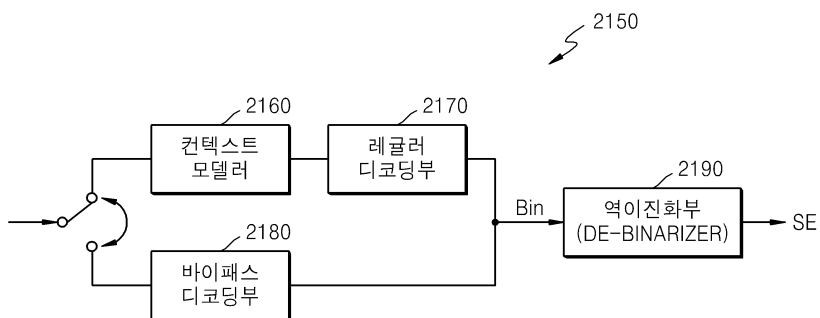 2150
2160
컨텍스트
모델러
2170
레귤러
디코딩부
2180
바이패스
디코딩부
Bin
2190
역이진화부
(DE-BINARIZER)
SE